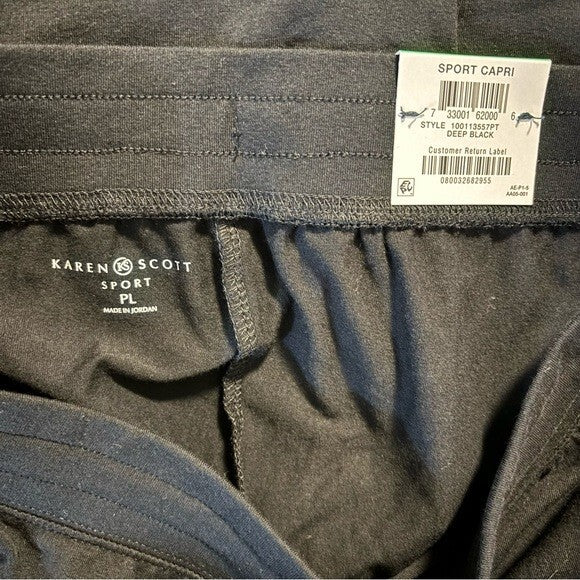 SPORT CAPRI
7 33001 62000 6
STYLE 100113557PT
DEEP BLACK
Customer Return Label
080032682955
AE-P1-6
AA05-001
KAREN KS SCOTT
SPORT
PL
MADE IN JORDAN